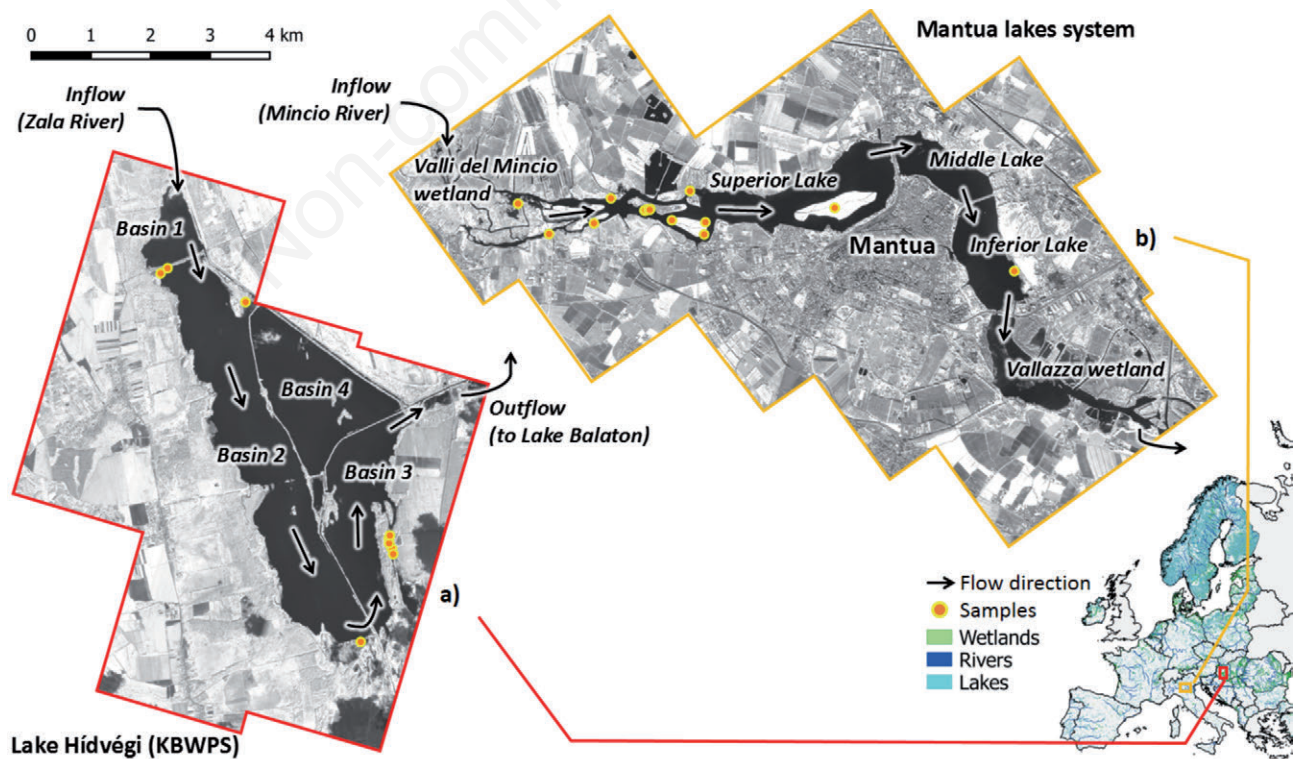 0 1 2 3 4 km
Mantua lakes system
Inflow
(Zala River)
Inflow
(Mincio River)
Non-comm
Valli del Mincio
wetland
Superior Lake
Middle Lake
Basin 1
Mantua
Inferior Lake
b)
Vallazza wetland
Basin 4
Outflow
(to Lake Balaton)
Basin 2
Basin 3
a)
Flow direction
Samples
Wetlands
Rivers
Lakes
Lake Hídvégi (KBWPS)